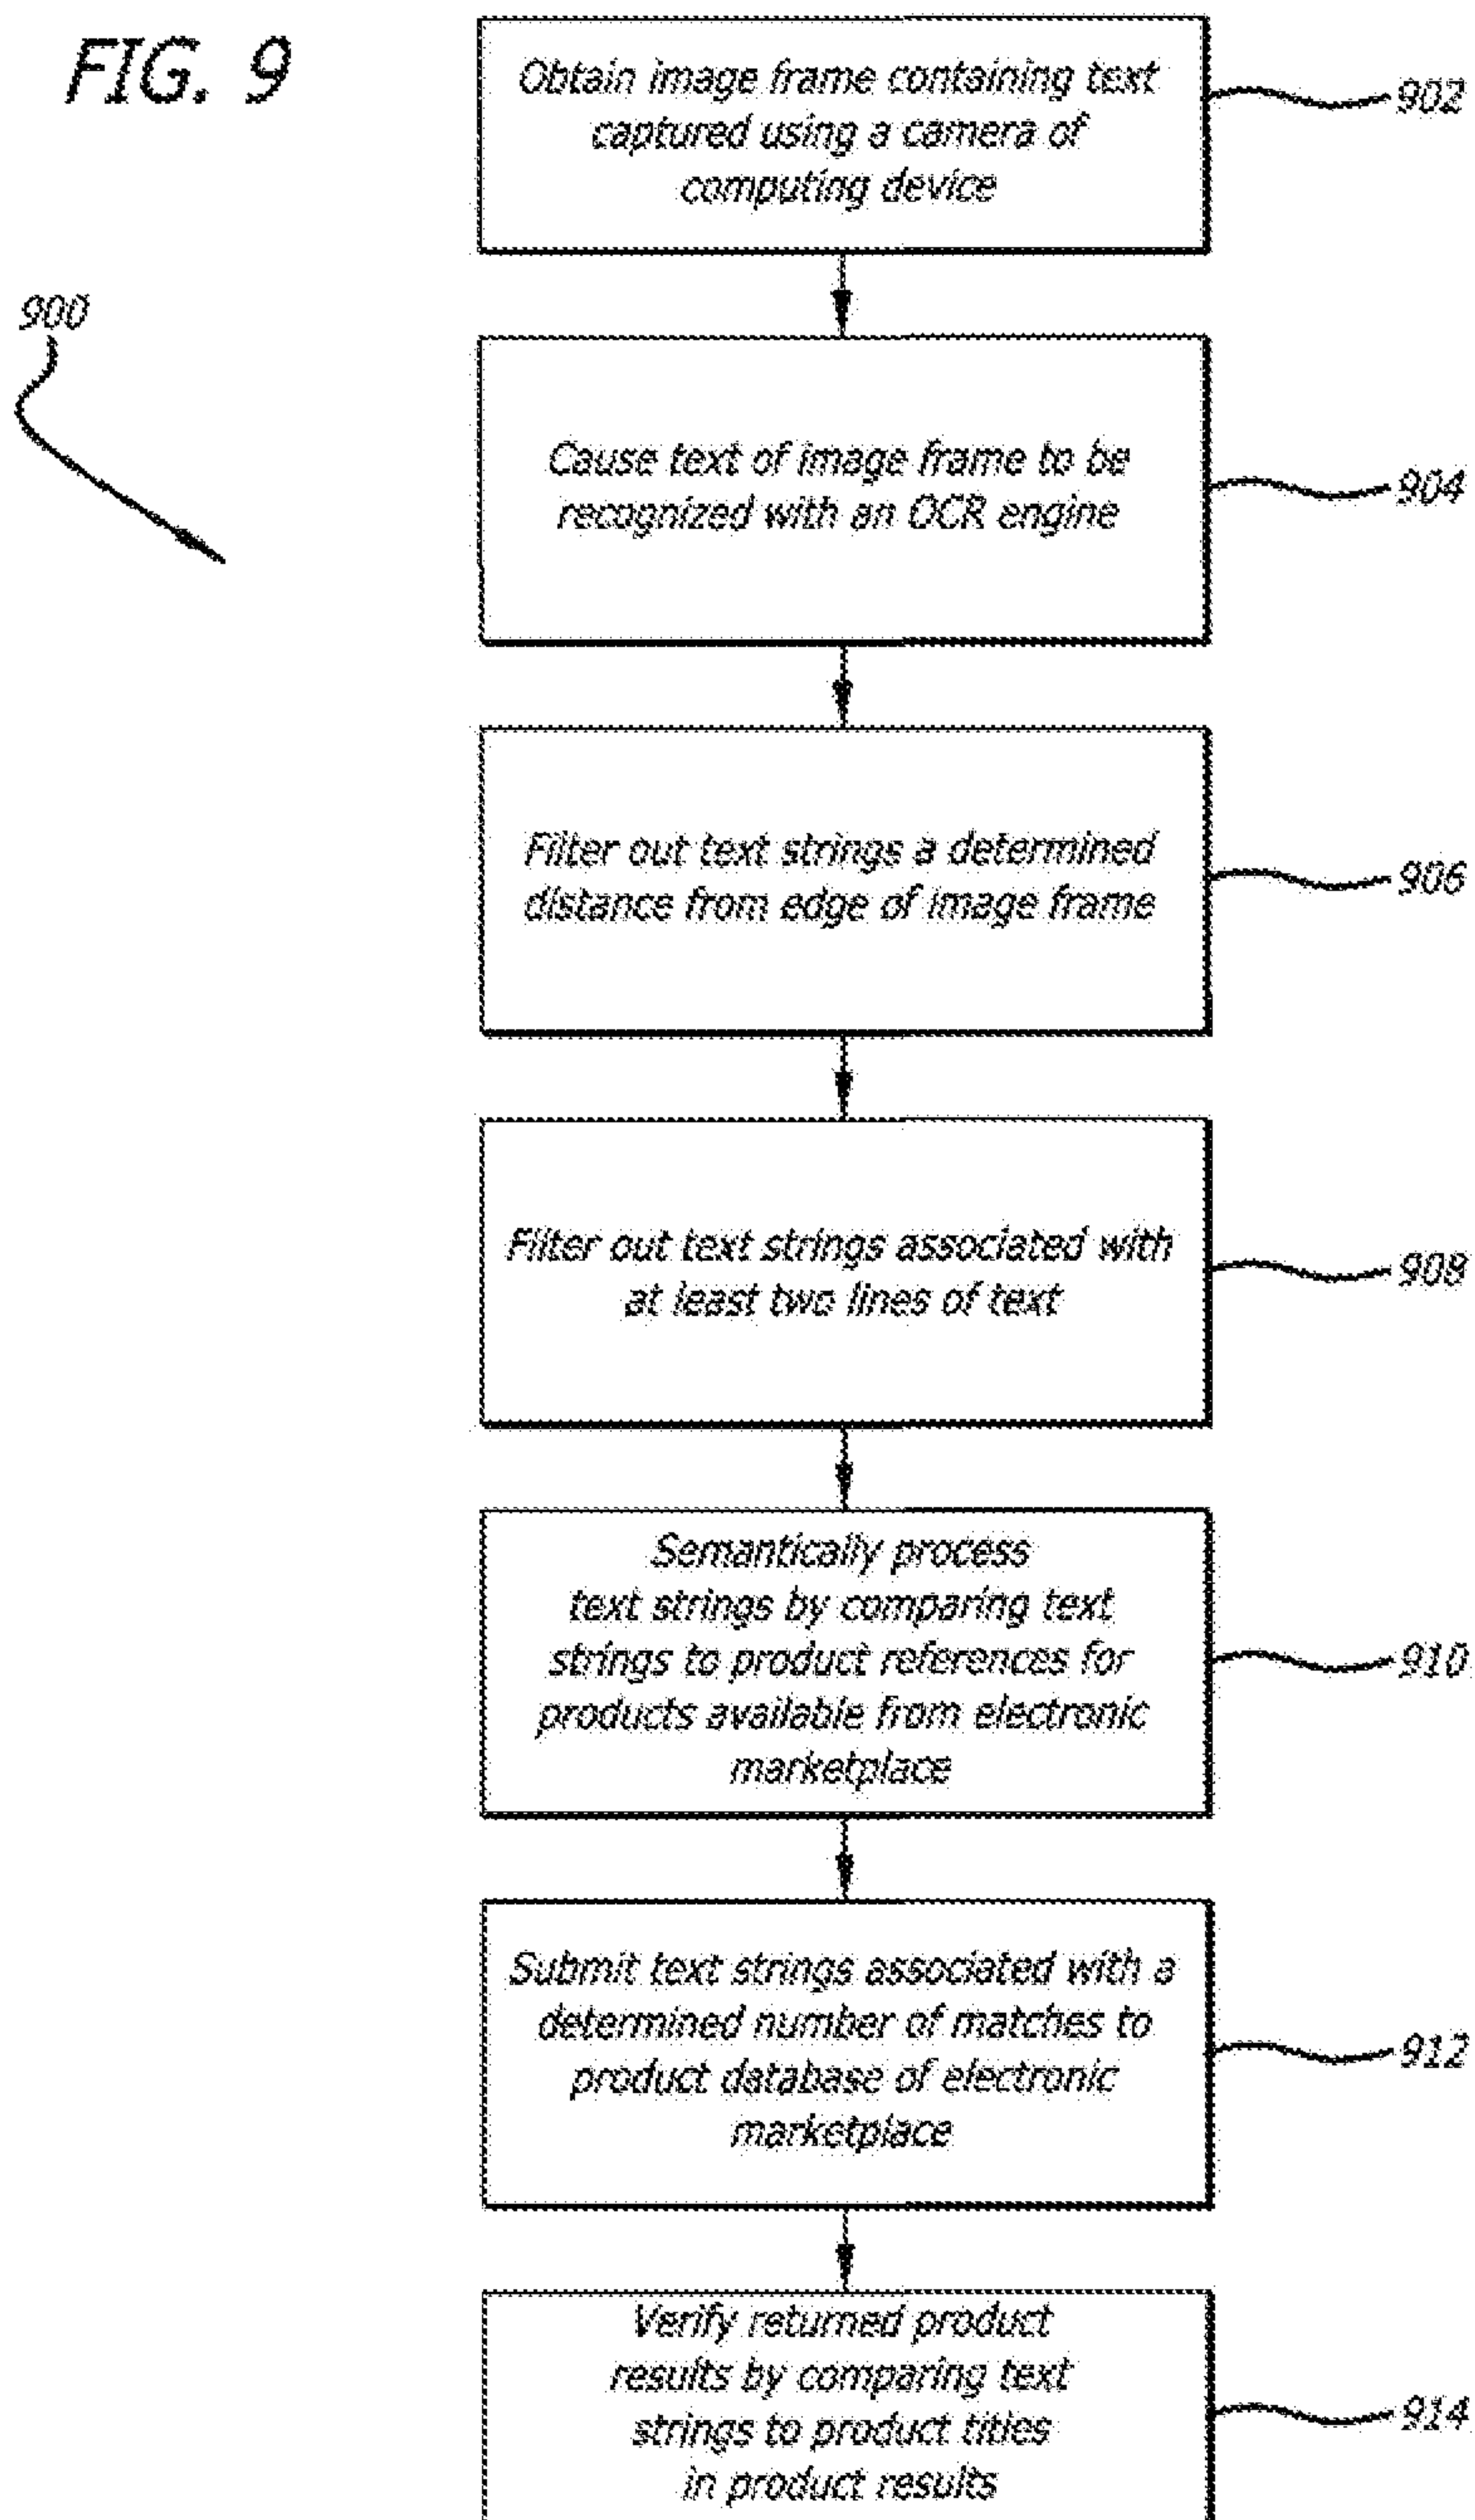 FIG. 9
Obtain image frame containing text
captured using a camera of
computing device
902
900
Cause text of image frame to be
recognized with an OCR engine
904
Filter out text strings a determined
distance from edge of image frame
906
Filter out text strings associated with
at least two lines of text
908
Semantically process
text strings by comparing text
strings to product references for
products available from electronic
marketplace
910
Submit text strings associated with a
determined number of matches to
product database of electronic
marketplace
912
Verify returned product
results by comparing text
strings to product titles
in product results
914